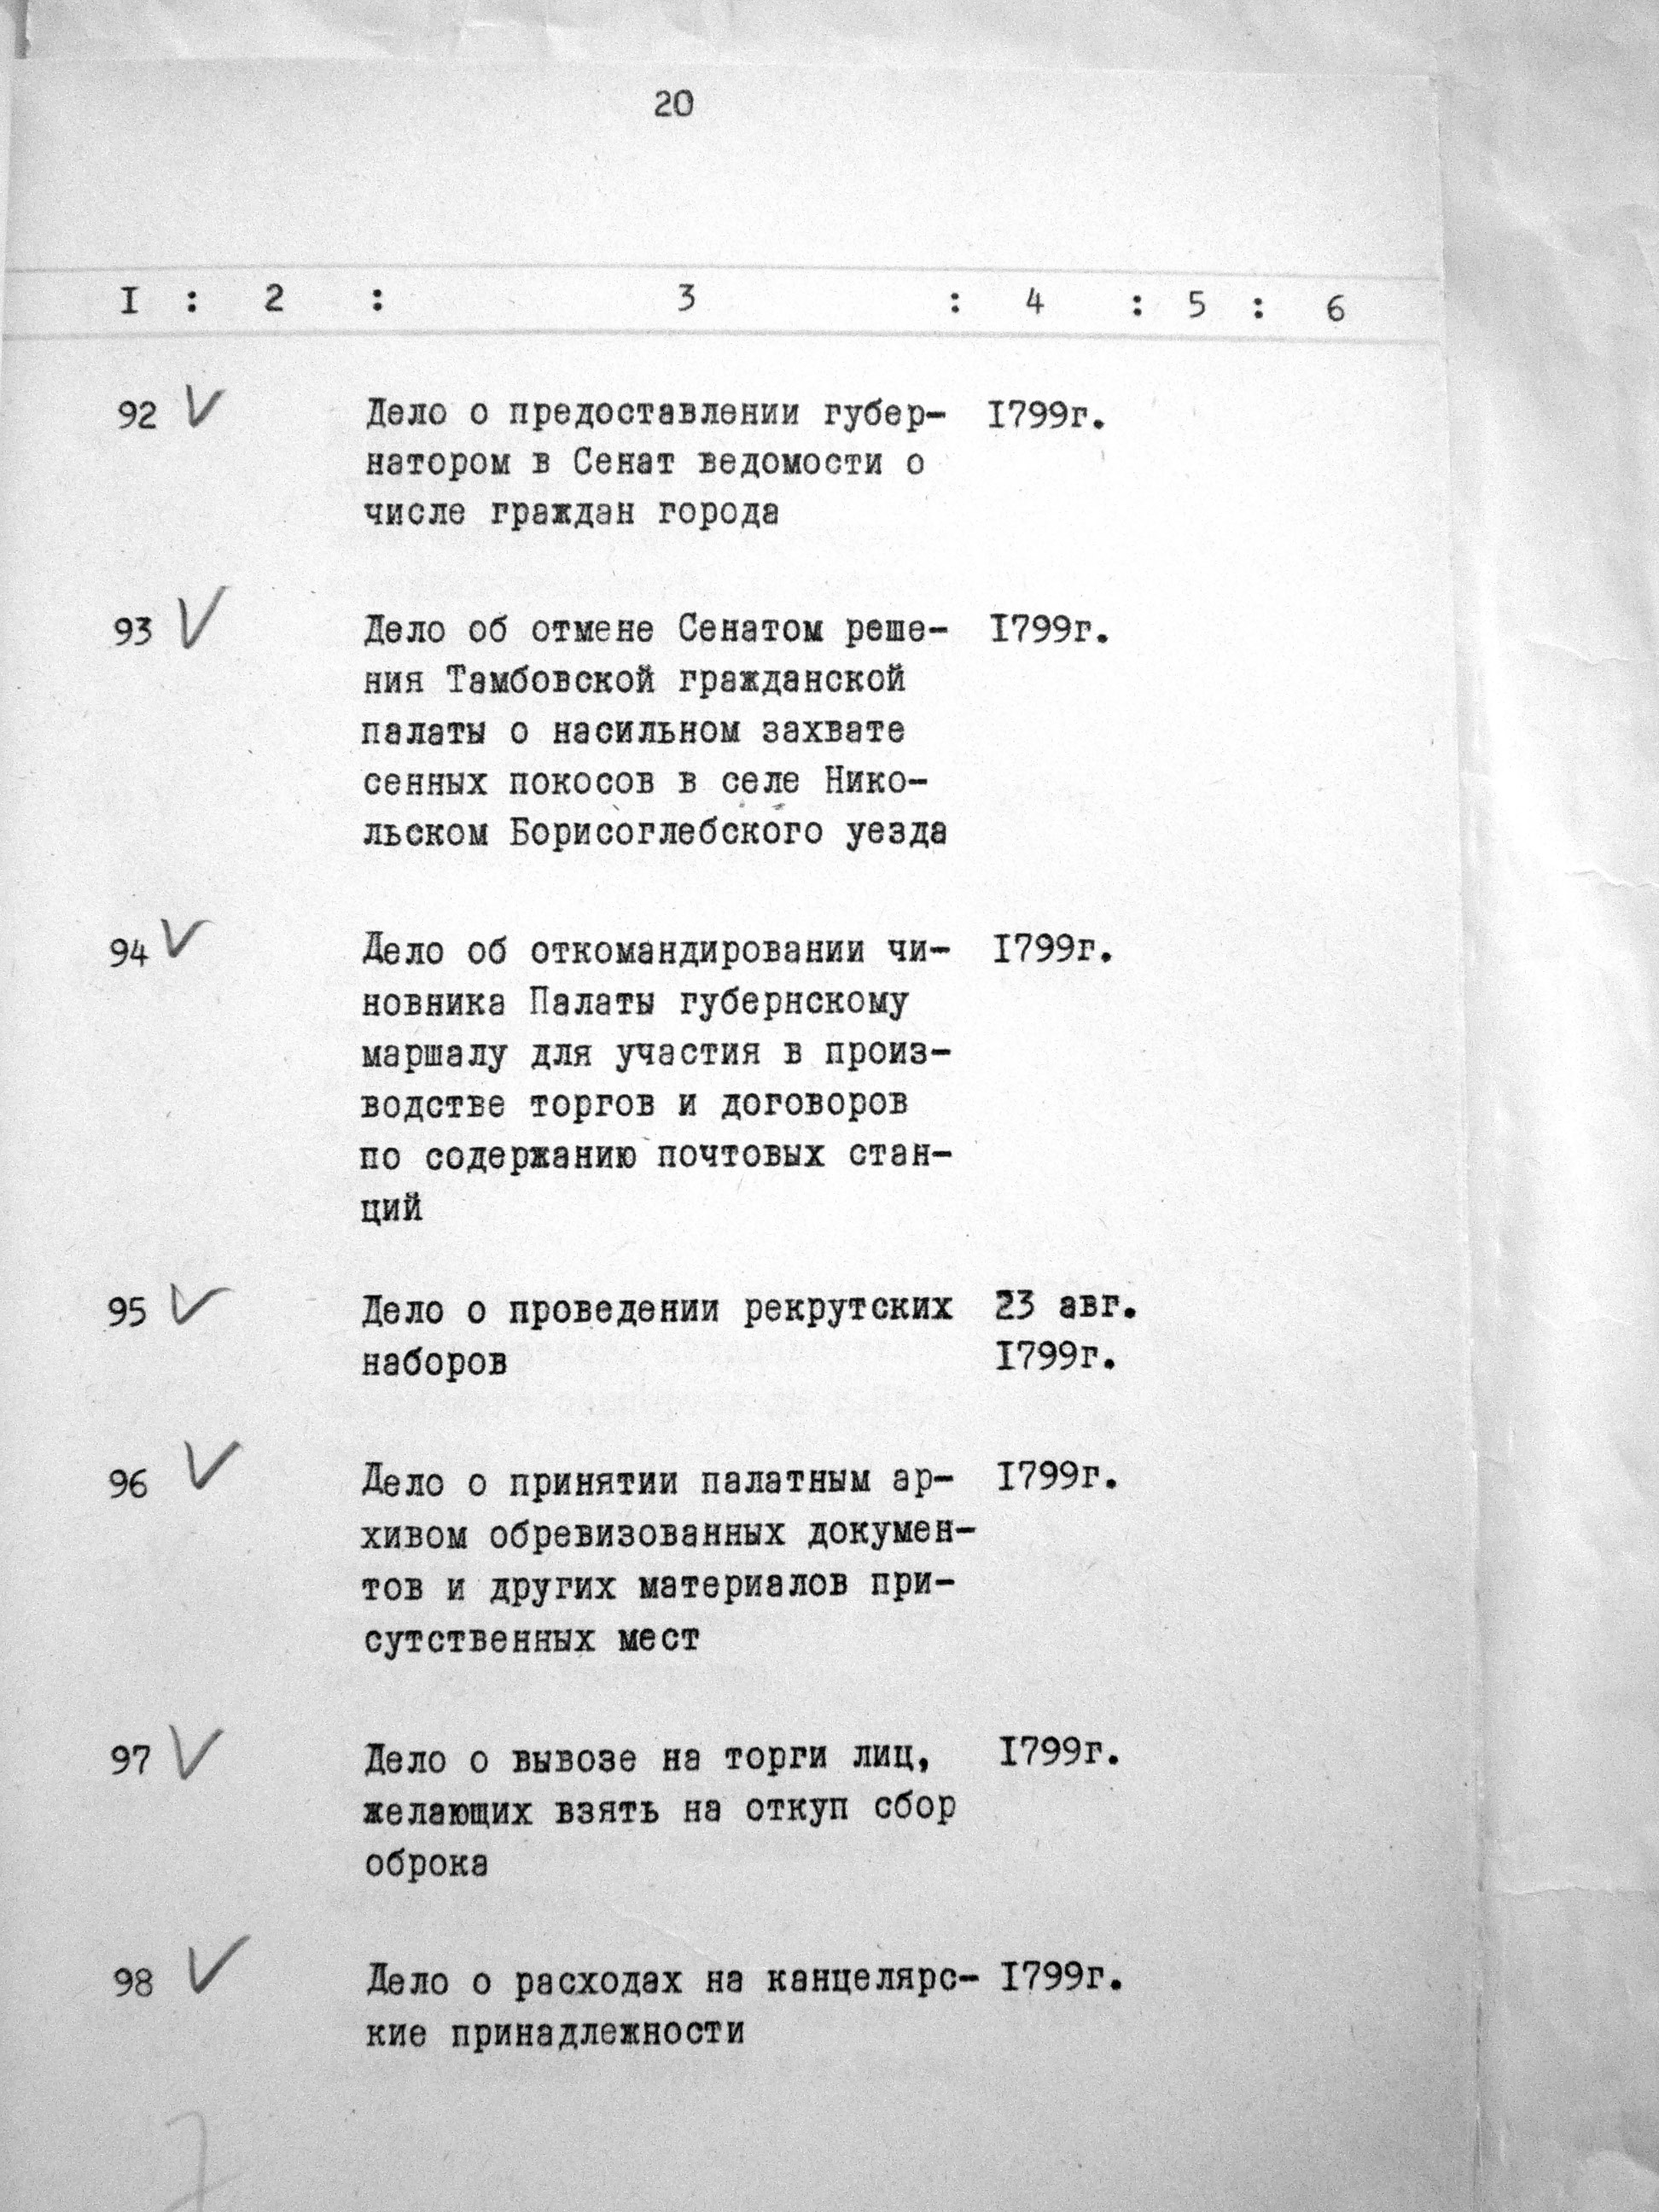 20
I : 2 : 3 : 4 : 5 : 6
92 Дело о предоставлении губер- I799г.
натором в Сенат ведомости о
числе граждан города
93 Дело об отмене Сенатом реше- I799г.
ния Тамбовской гражданской
палаты о насильном захвате
сенных покосов в селе Нико-
льском Борисоглебского уезда
94 Дело об откомандировании чи- I799г.
новника Палаты губернскому
маршалу для участия в произ-
водстве торгов и договоров
по содержанию почтовых стан-
ций
95 Дело о проведении рекрутских 23 авг.
наборов I799г.
96 Дело о принятии палатным ар- I799г.
хивом обревизованных докумен-
тов и других материалов при-
сутственных мест
97 Дело о вывозе на торги лиц, I799г.
желающих взять на откуп сбор
оброка
98 Дело о расходах на канцелярс- I799г.
кие принадлежности